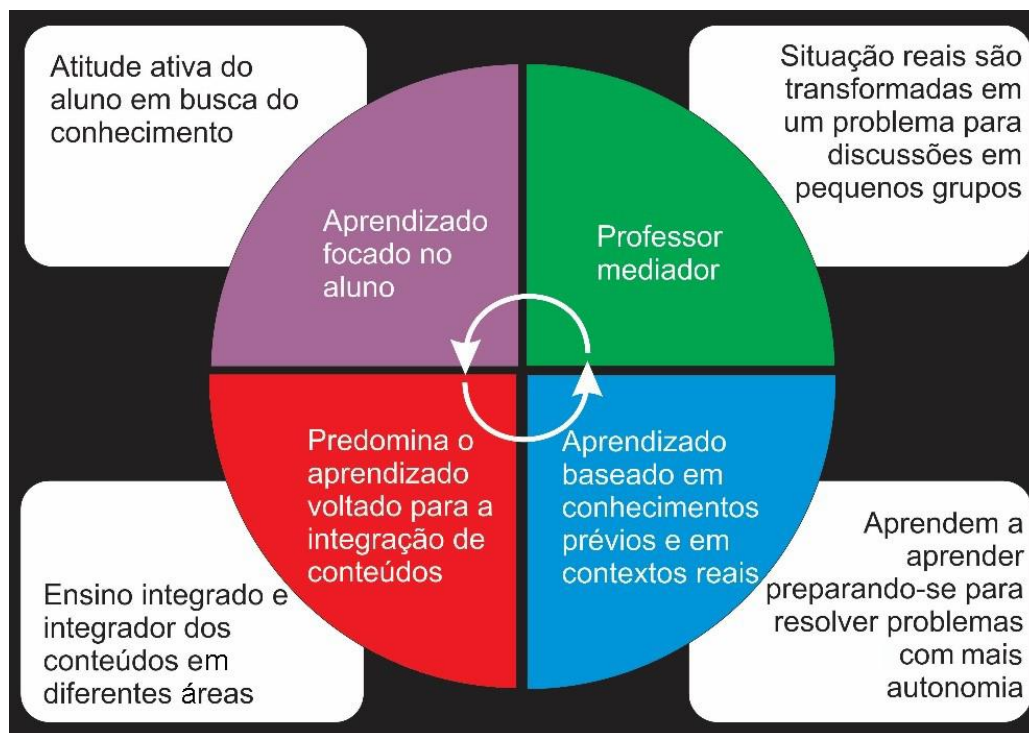 Atitude ativa do
aluno em busca do
conhecimento
Situação reais são
transformadas em
um problema para
discussões em
pequenos grupos
Aprendizado
focado no
aluno
Professor
mediador
Predomina o
aprendizado
voltado para a
integração de
conteúdos
Aprendizado
baseado em
conhecimentos
prévios e em
contextos reais
Ensino integrado e
integrador dos
conteúdos em
diferentes áreas
Aprendem a
aprender
preparando-se para
resolver problemas
com mais
autonomia